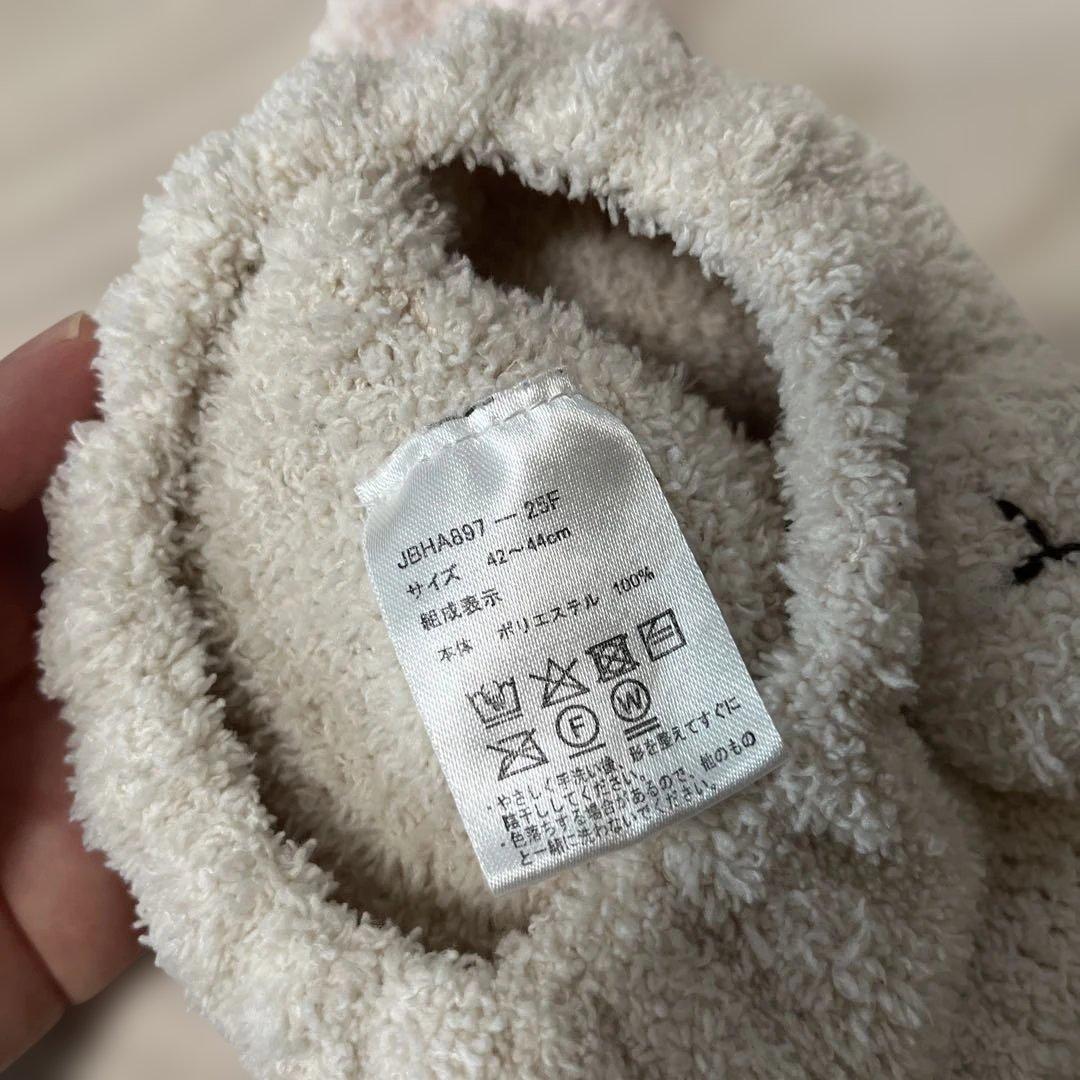 JBHA897 — 2SF
サイズ 42～44cm
組成表示
本体 ポリエステル 100%
F W
・やさしく手洗い後、形を整えてすぐに
陰干ししてください。
・色落ちする場合があるので、他のもの
と一緒に洗わないでください。